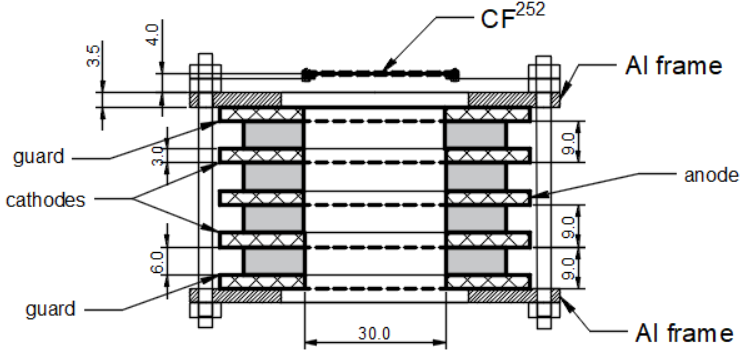 CF252
4.0
3.5
Al frame
guard
3.0
9.0
cathodes
anode
9.0
6.0
9.0
guard
30.0
Al frame